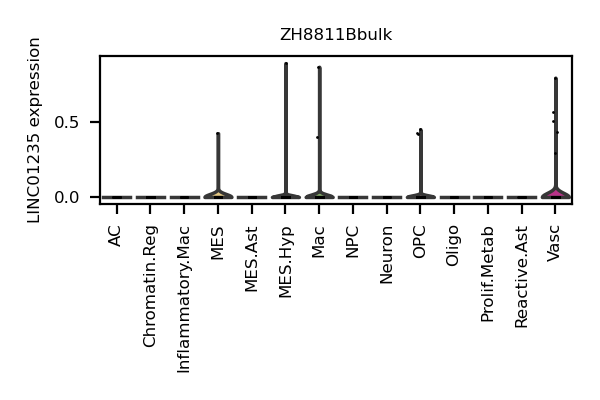 ZH8811Bbulk
LINC01235 expression
0.5
0.0
AC
Chromatin.Reg
Inflammatory.Mac
MES
MES.Ast
MES.Hyp
Mac
NPC
Neuron
OPC
Oligo
Prolif.Metab
Reactive.Ast
Vasc